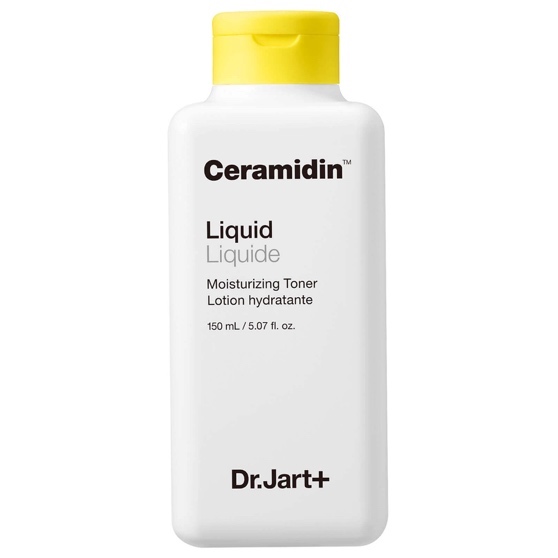 Ceramidin™
Liquid
Liquide
Moisturizing Toner
Lotion hydratante
150 mL / 5.07 fl. oz.
Dr.Jart+